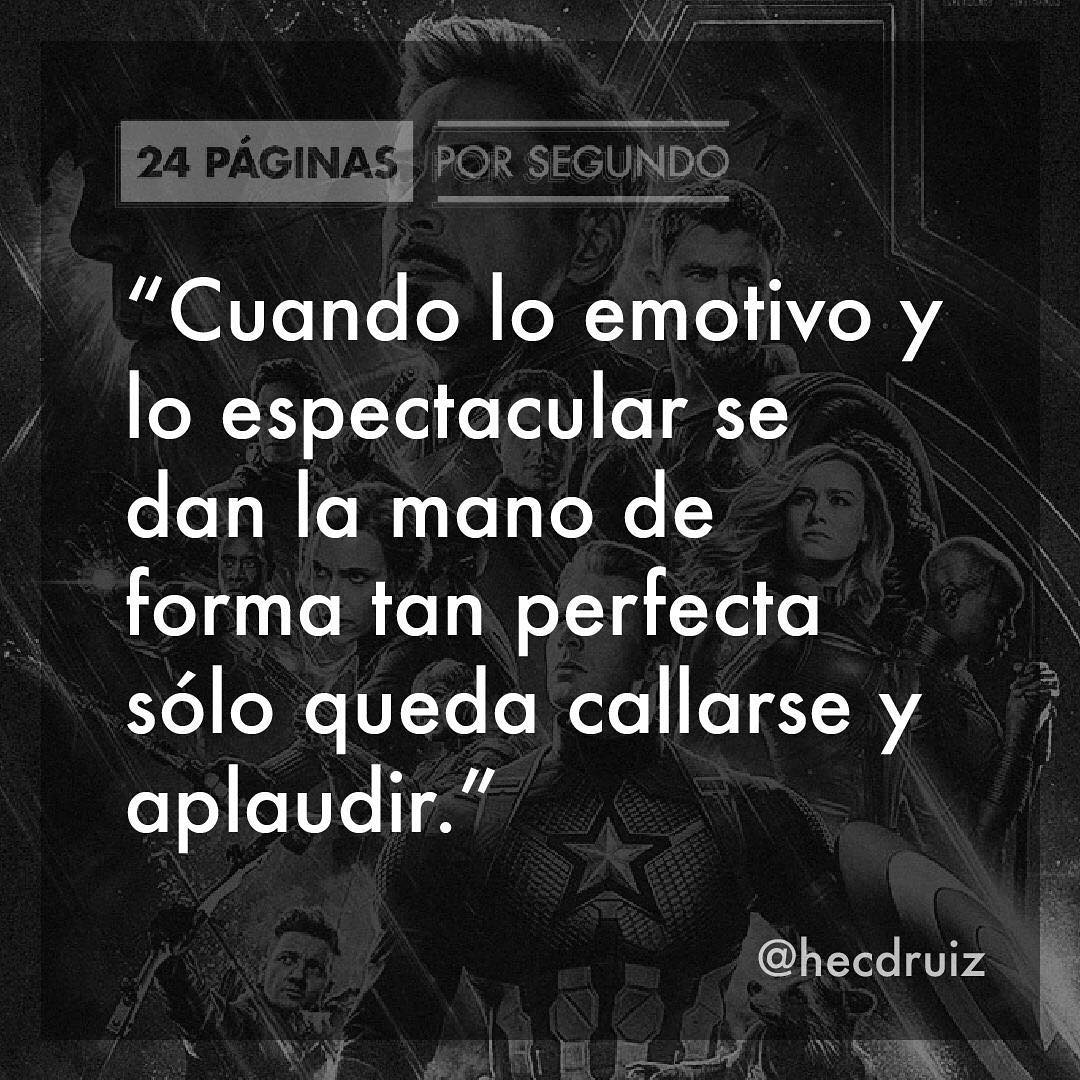 24 PÁGINAS POR SEGUNDO
“Cuando lo emotivo y
lo espectacular se
dan la mano de
forma tan perfecta
sólo queda callarse y
aplaudir.”
@hecdruiz